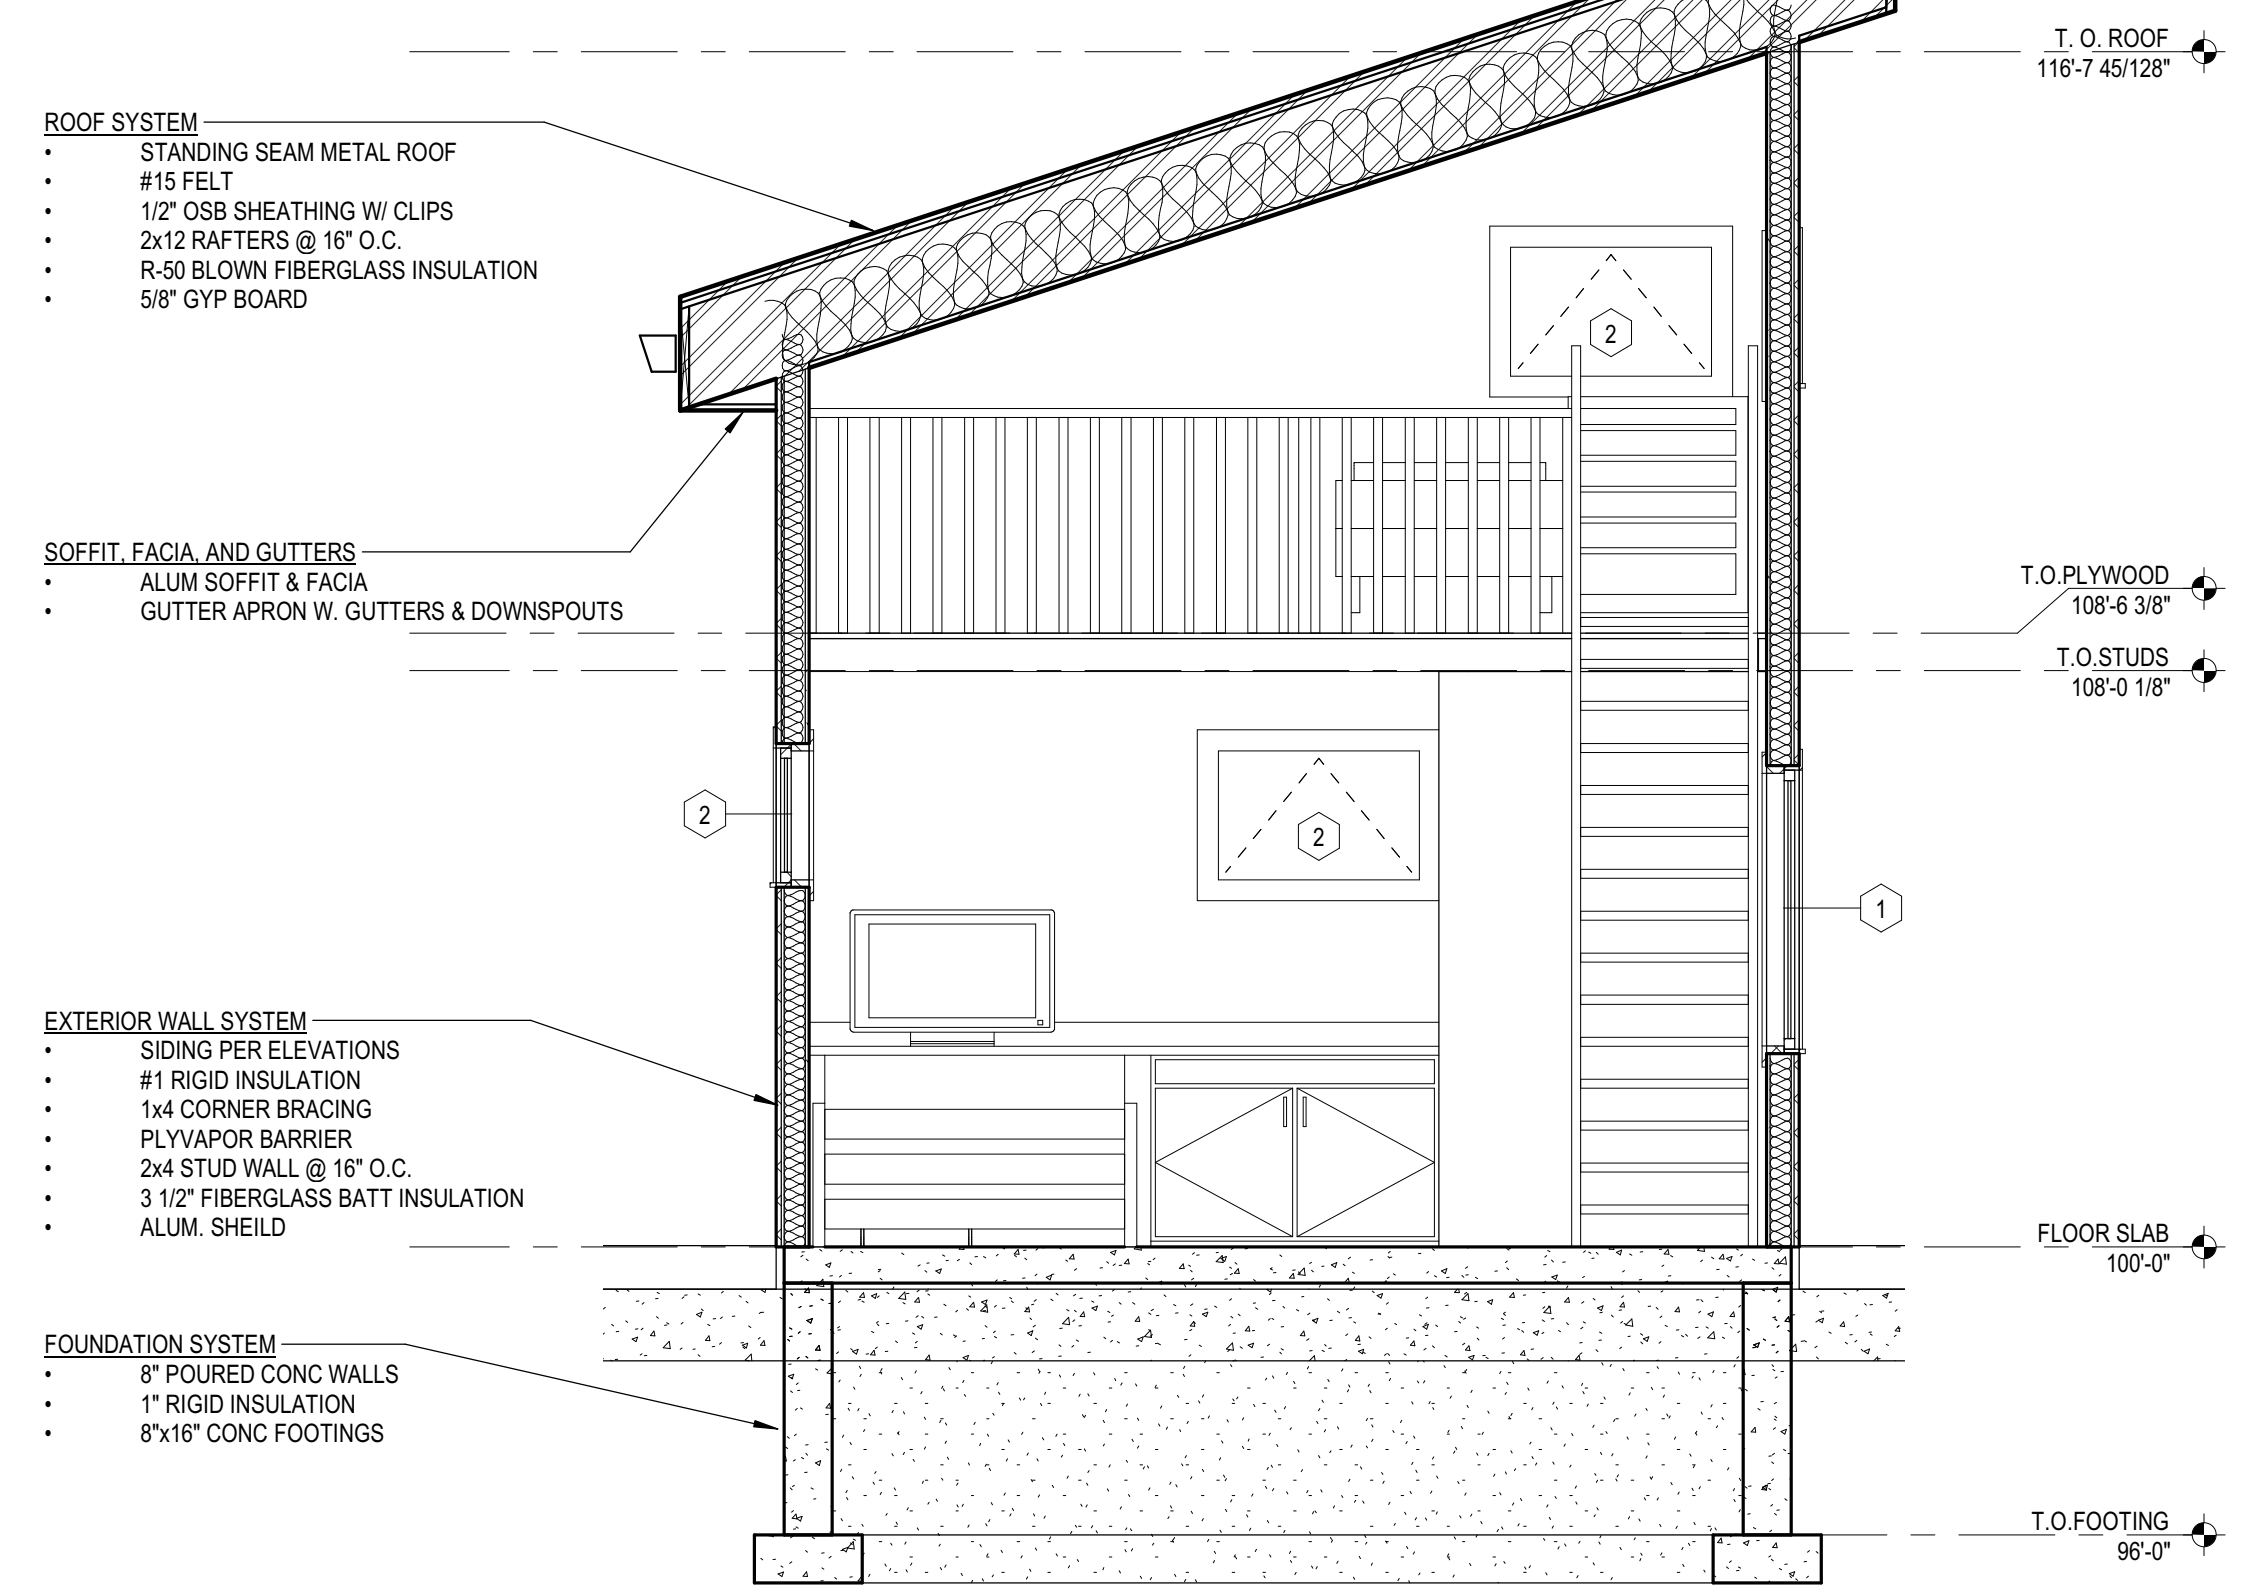 T. O. ROOF
116'-7 45/128"
ROOF SYSTEM
• STANDING SEAM METAL ROOF
• #15 FELT
• 1/2" OSB SHEATHING W/ CLIPS
• 2x12 RAFTERS @ 16" O.C.
• R-50 BLOWN FIBERGLASS INSULATION
• 5/8" GYP BOARD
2
SOFFIT, FACIA, AND GUTTERS
• ALUM SOFFIT & FACIA
• GUTTER APRON W. GUTTERS & DOWNSPOUTS
T.O.PLYWOOD
108'-6 3/8"
T.O.STUDS
108'-0 1/8"
2
2
1
EXTERIOR WALL SYSTEM
• SIDING PER ELEVATIONS
• #1 RIGID INSULATION
• 1x4 CORNER BRACING
• PLYVAPOR BARRIER
• 2x4 STUD WALL @ 16" O.C.
• 3 1/2" FIBERGLASS BATT INSULATION
• ALUM. SHEILD
FLOOR SLAB
100'-0"
FOUNDATION SYSTEM
• 8" POURED CONC WALLS
• 1" RIGID INSULATION
• 8"x16" CONC FOOTINGS
T.O.FOOTING
96'-0"